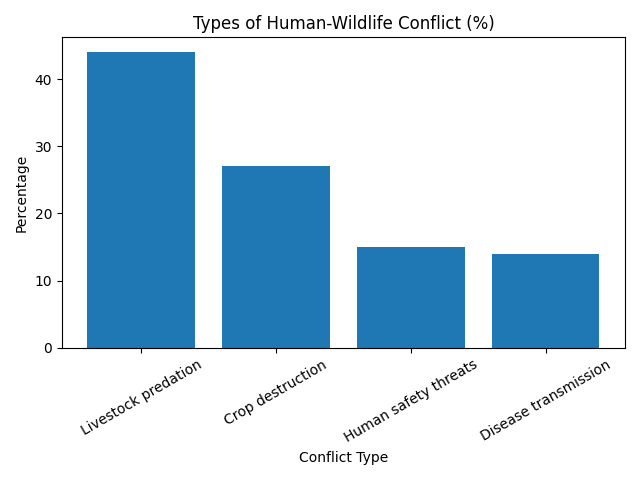 Types of Human-Wildlife Conflict (%)
Percentage
40
30
20
10
0
Livestock predation
Crop destruction
Human safety threats
Disease transmission
Conflict Type